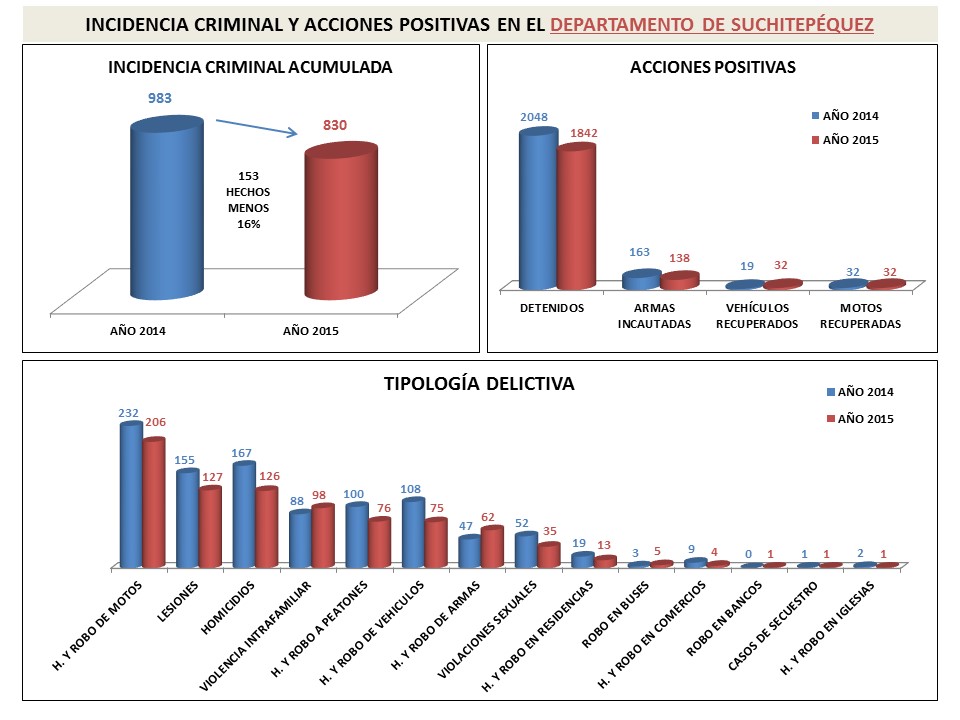 INCIDENCIA CRIMINAL Y ACCIONES POSITIVAS EN EL DEPARTAMENTO DE SUCHITEPÉQUEZ
INCIDENCIA CRIMINAL ACUMULADA
983
830
153
HECHOS
MENOS
16%
AÑO 2014 AÑO 2015
ACCIONES POSITIVAS
AÑO 2014
AÑO 2015
2048 1842
163 138
19 32
32 32
DETENIDOS
ARMAS
INCAUTADAS
VEHÍCULOS
RECUPERADOS
MOTOS
RECUPERADAS
TIPOLOGÍA DELICTIVA
AÑO 2014
AÑO 2015
232 206
155 127
167 126
88 98
100 76
108 75
47 62
52 35
19 13
3 5
9 4
0 1
1 1
2 1
H. Y ROBO DE MOTOS
LESIONES
HOMICIDIOS
VIOLENCIA INTRAFAMILIAR
H. Y ROBO A PEATONES
H. Y ROBO DE VEHICULOS
H. Y ROBO DE ARMAS
VIOLACIONES SEXUALES
H. Y ROBO EN RESIDENCIAS
ROBO EN BUSES
H. Y ROBO EN COMERCIOS
ROBO EN BANCOS
CASOS DE SECUESTRO
H. Y ROBO EN IGLESIAS